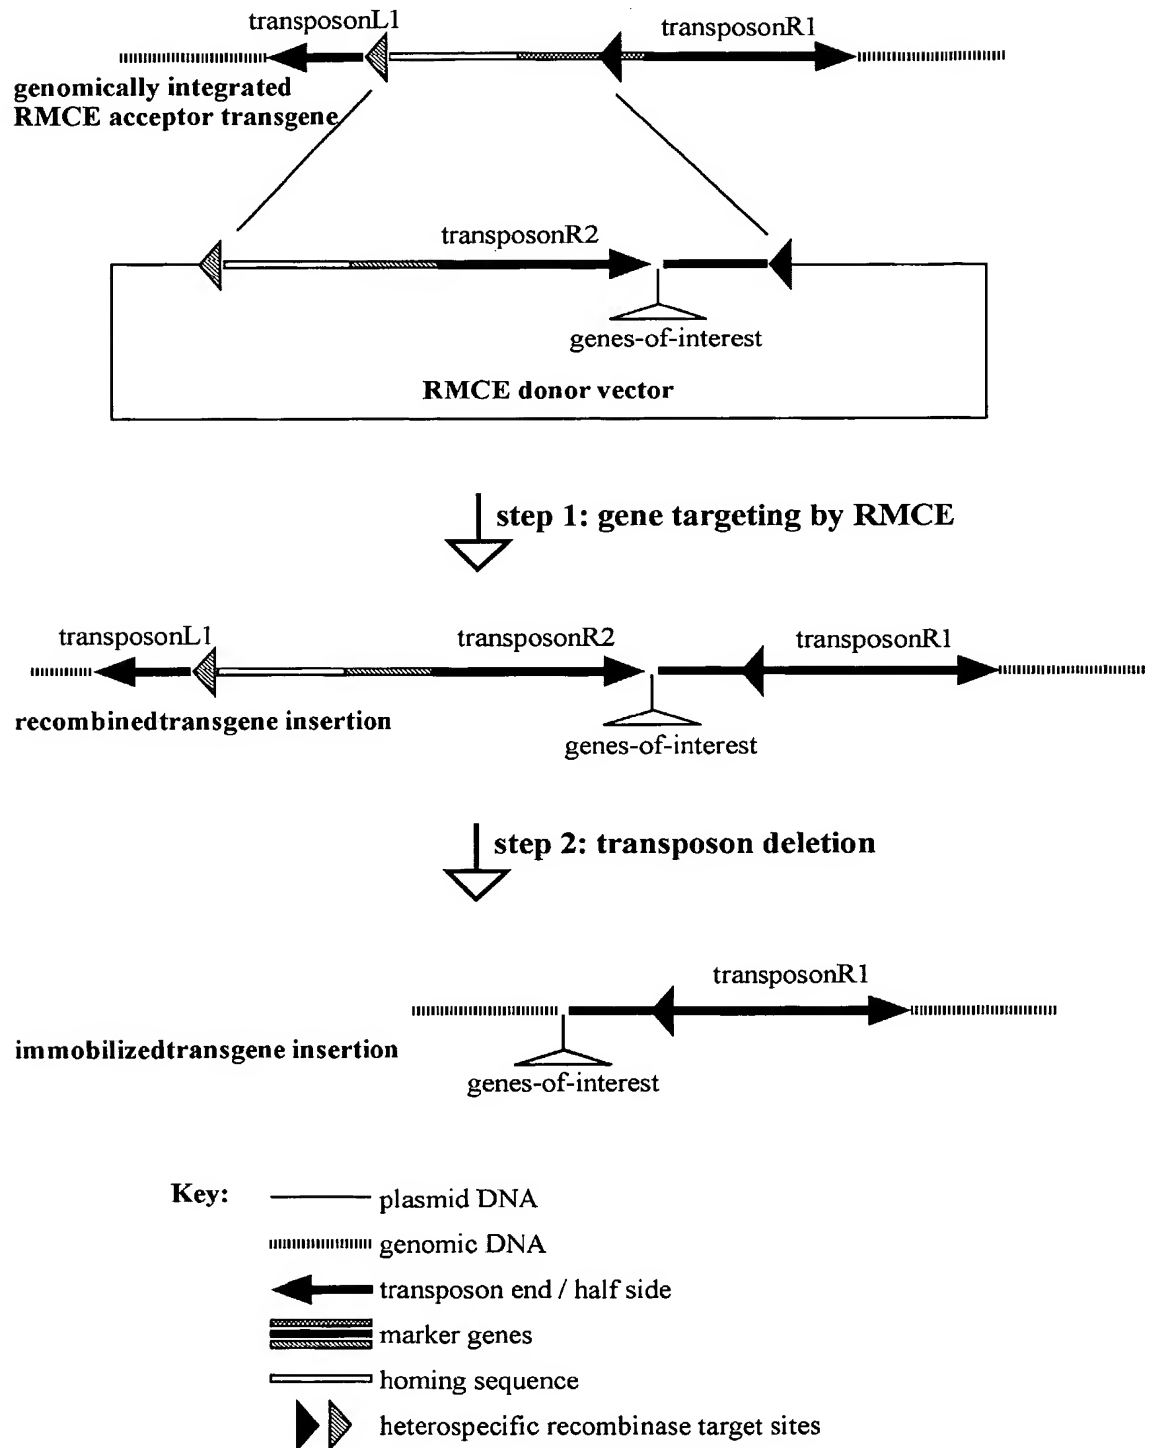 transposonL1
transposonR1
genomically integrated
RMCE acceptor transgene
transposonR2
genes-of-interest
RMCE donor vector
step 1: gene targeting by RMCE
transposonL1
transposonR2
transposonR1
recombinedtransgene insertion
genes-of-interest
step 2: transposon deletion
transposonR1
immobilizedtransgene insertion
genes-of-interest
Key:
plasmid DNA
genomic DNA
transposon end / half side
marker genes
homing sequence
heterospecific recombinase target sites